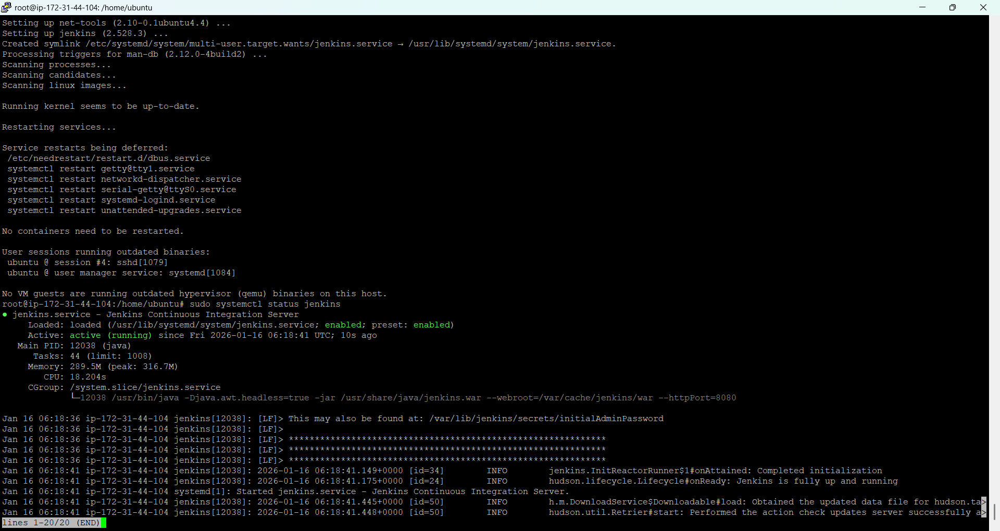 root@ip-172-31-44-104: /home/ubuntu
Setting up net-tools (2.10-0.1ubuntu4.4) ...
Setting up jenkins (2.528.3) ...
Created symlink /etc/systemd/system/multi-user.target.wants/jenkins.service → /usr/lib/systemd/system/jenkins.service.
Processing triggers for man-db (2.12.0-4build2) ...
Scanning processes...
Scanning candidates...
Scanning linux images...
Running kernel seems to be up-to-date.
Restarting services...
Service restarts being deferred:
 /etc/needrestart/restart.d/dbus.service
 systemctl restart getty@tty1.service
 systemctl restart networkd-dispatcher.service
 systemctl restart serial-getty@ttyS0.service
 systemctl restart systemd-logind.service
 systemctl restart unattended-upgrades.service
No containers need to be restarted.
User sessions running outdated binaries:
 ubuntu @ session #4: sshd[1079]
 ubuntu @ user manager service: systemd[1084]
No VM guests are running outdated hypervisor (qemu) binaries on this host.
root@ip-172-31-44-104:/home/ubuntu# sudo systemctl status jenkins
● jenkins.service - Jenkins Continuous Integration Server
     Loaded: loaded (/usr/lib/systemd/system/jenkins.service; enabled; preset: enabled)
     Active: active (running) since Fri 2026-01-16 06:18:41 UTC; 10s ago
   Main PID: 12038 (java)
      Tasks: 44 (limit: 1008)
     Memory: 289.5M (peak: 316.7M)
        CPU: 18.204s
     CGroup: /system.slice/jenkins.service
             └─12038 /usr/bin/java -Djava.awt.headless=true -jar /usr/share/java/jenkins.war --webroot=/var/cache/jenkins/war --httpPort=8080
Jan 16 06:18:36 ip-172-31-44-104 jenkins[12038]: [LF]> This may also be found at: /var/lib/jenkins/secrets/initialAdminPassword
Jan 16 06:18:36 ip-172-31-44-104 jenkins[12038]: [LF]>
Jan 16 06:18:36 ip-172-31-44-104 jenkins[12038]: [LF]> *************************************************************
Jan 16 06:18:36 ip-172-31-44-104 jenkins[12038]: [LF]> *************************************************************
Jan 16 06:18:36 ip-172-31-44-104 jenkins[12038]: [LF]> *************************************************************
Jan 16 06:18:41 ip-172-31-44-104 jenkins[12038]: 2026-01-16 06:18:41.149+0000 [id=34]        INFO        jenkins.InitReactorRunner$1#onAttained: Completed initialization
Jan 16 06:18:41 ip-172-31-44-104 jenkins[12038]: 2026-01-16 06:18:41.175+0000 [id=24]        INFO        hudson.lifecycle.Lifecycle#onReady: Jenkins is fully up and running
Jan 16 06:18:41 ip-172-31-44-104 systemd[1]: Started jenkins.service - Jenkins Continuous Integration Server.
Jan 16 06:18:41 ip-172-31-44-104 jenkins[12038]: 2026-01-16 06:18:41.445+0000 [id=50]        INFO        h.m.DownloadService$Downloadable#load: Obtained the updated data file for hudson.ta>
Jan 16 06:18:41 ip-172-31-44-104 jenkins[12038]: 2026-01-16 06:18:41.448+0000 [id=50]        INFO        hudson.util.Retrier#start: Performed the action check updates server successfully a>
lines 1-20/20 (END)